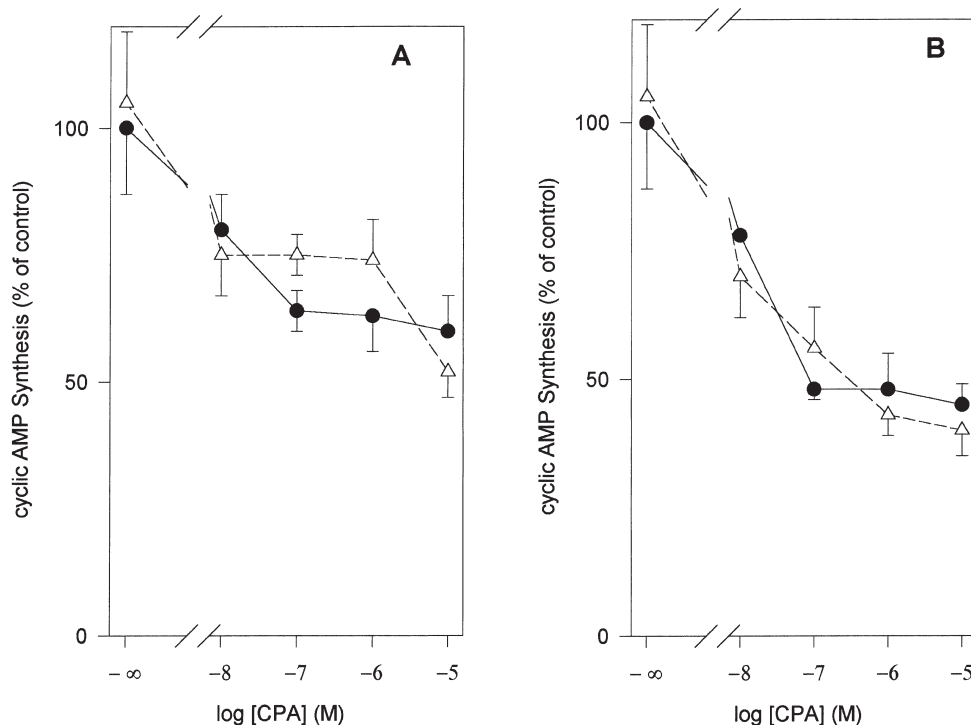 A
cyclic AMP Synthesis (% of control)
100
50
0
– ∞
–8
–7
–6
–5
log [CPA] (M)
B
cyclic AMP Synthesis (% of control)
100
50
0
– ∞
–8
–7
–6
–5
log [CPA] (M)